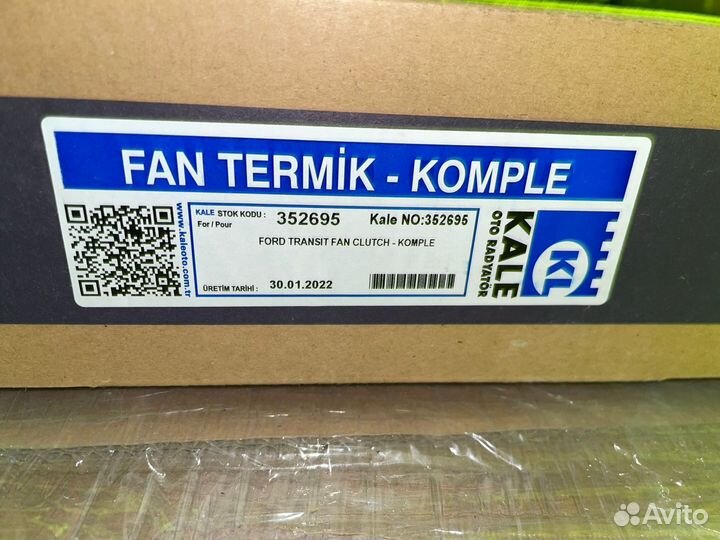 FAN TERMİK - KOMPLE
KALE STOK KODU : 352695 Kale NO:352695
For / Pour
FORD TRANSIT FAN CLUTCH - KOMPLE
ÜRETİM TARİHİ : 30.01.2022
www.kaleoto.com.tr
KALE
OTO RADYATÖR
KL
Avito